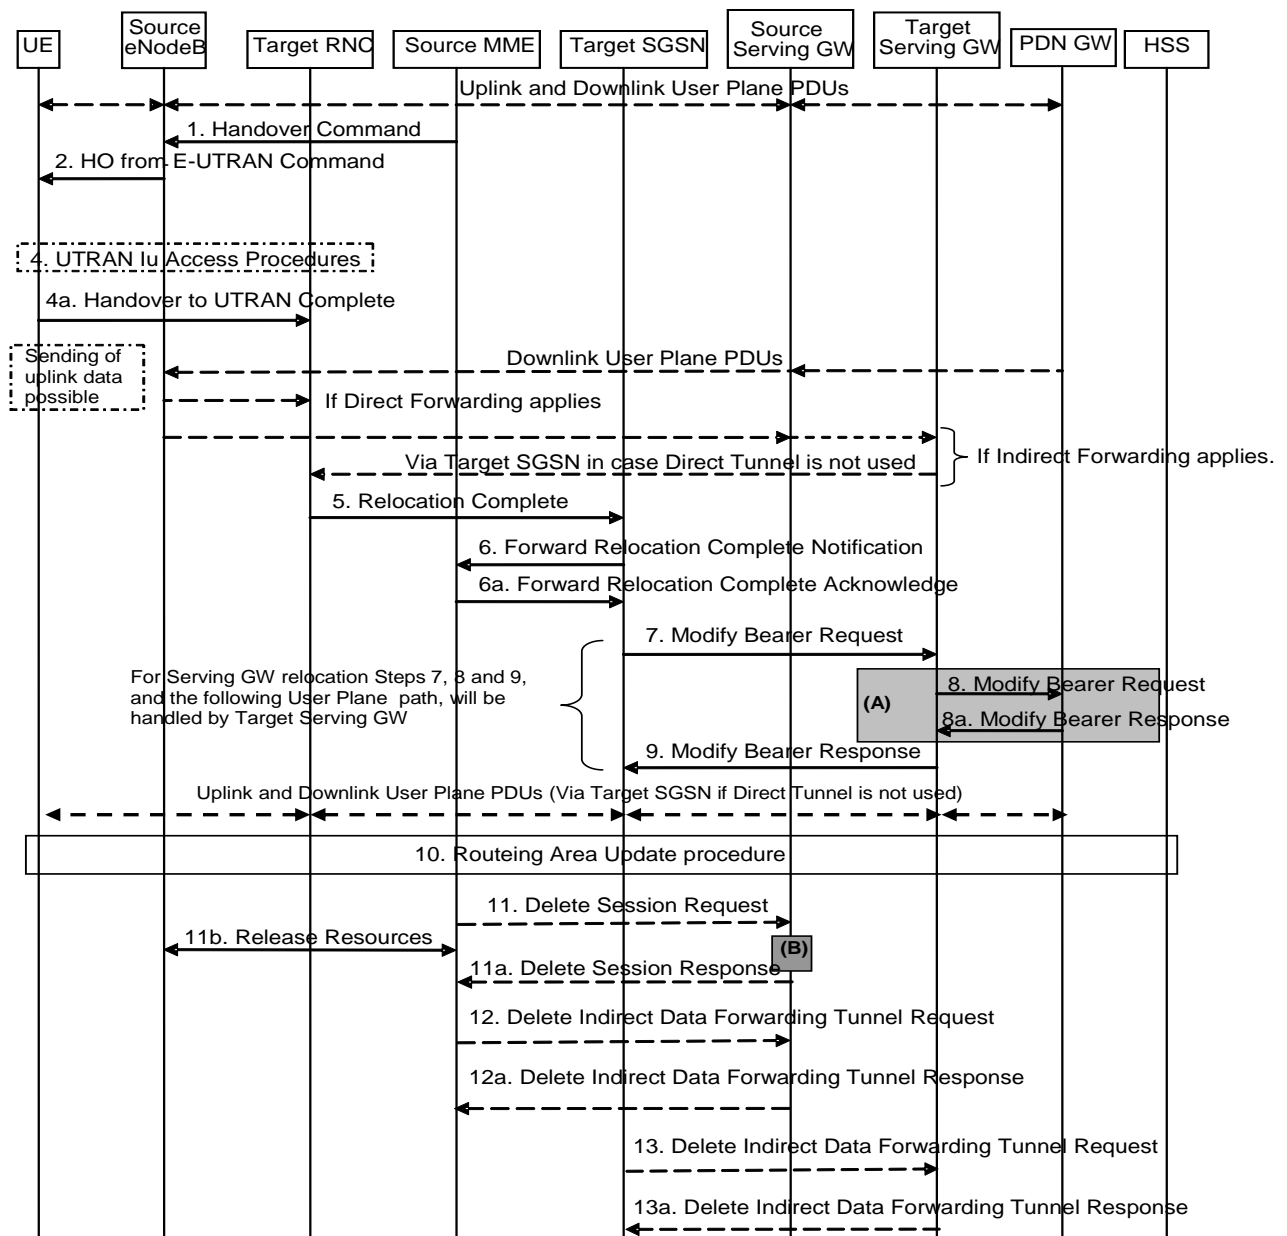 UE
Source
eNodeB
Target RNC
Source MME
Target SGSN
Source
Serving GW
Target
Serving GW
PDN GW
HSS
Uplink and Downlink User Plane PDUs
1. Handover Command
2. HO from E-UTRAN Command
4. UTRAN Iu Access Procedures
4a. Handover to UTRAN Complete
Sending of
uplink data
possible
Downlink User Plane PDUs
If Direct Forwarding applies
Via Target SGSN in case Direct Tunnel is not used
If Indirect Forwarding applies.
5. Relocation Complete
6. Forward Relocation Complete Notification
6a. Forward Relocation Complete Acknowledge
7. Modify Bearer Request
For Serving GW relocation Steps 7, 8 and 9,
and the following User Plane path, will be
handled by Target Serving GW
(A)
8. Modify Bearer Request
8a. Modify Bearer Response
9. Modify Bearer Response
Uplink and Downlink User Plane PDUs (Via Target SGSN if Direct Tunnel is not used)
10. Routeing Area Update procedure
11. Delete Session Request
11b. Release Resources
(B)
11a. Delete Session Response
12. Delete Indirect Data Forwarding Tunnel Request
12a. Delete Indirect Data Forwarding Tunnel Response
13. Delete Indirect Data Forwarding Tunnel Request
13a. Delete Indirect Data Forwarding Tunnel Response